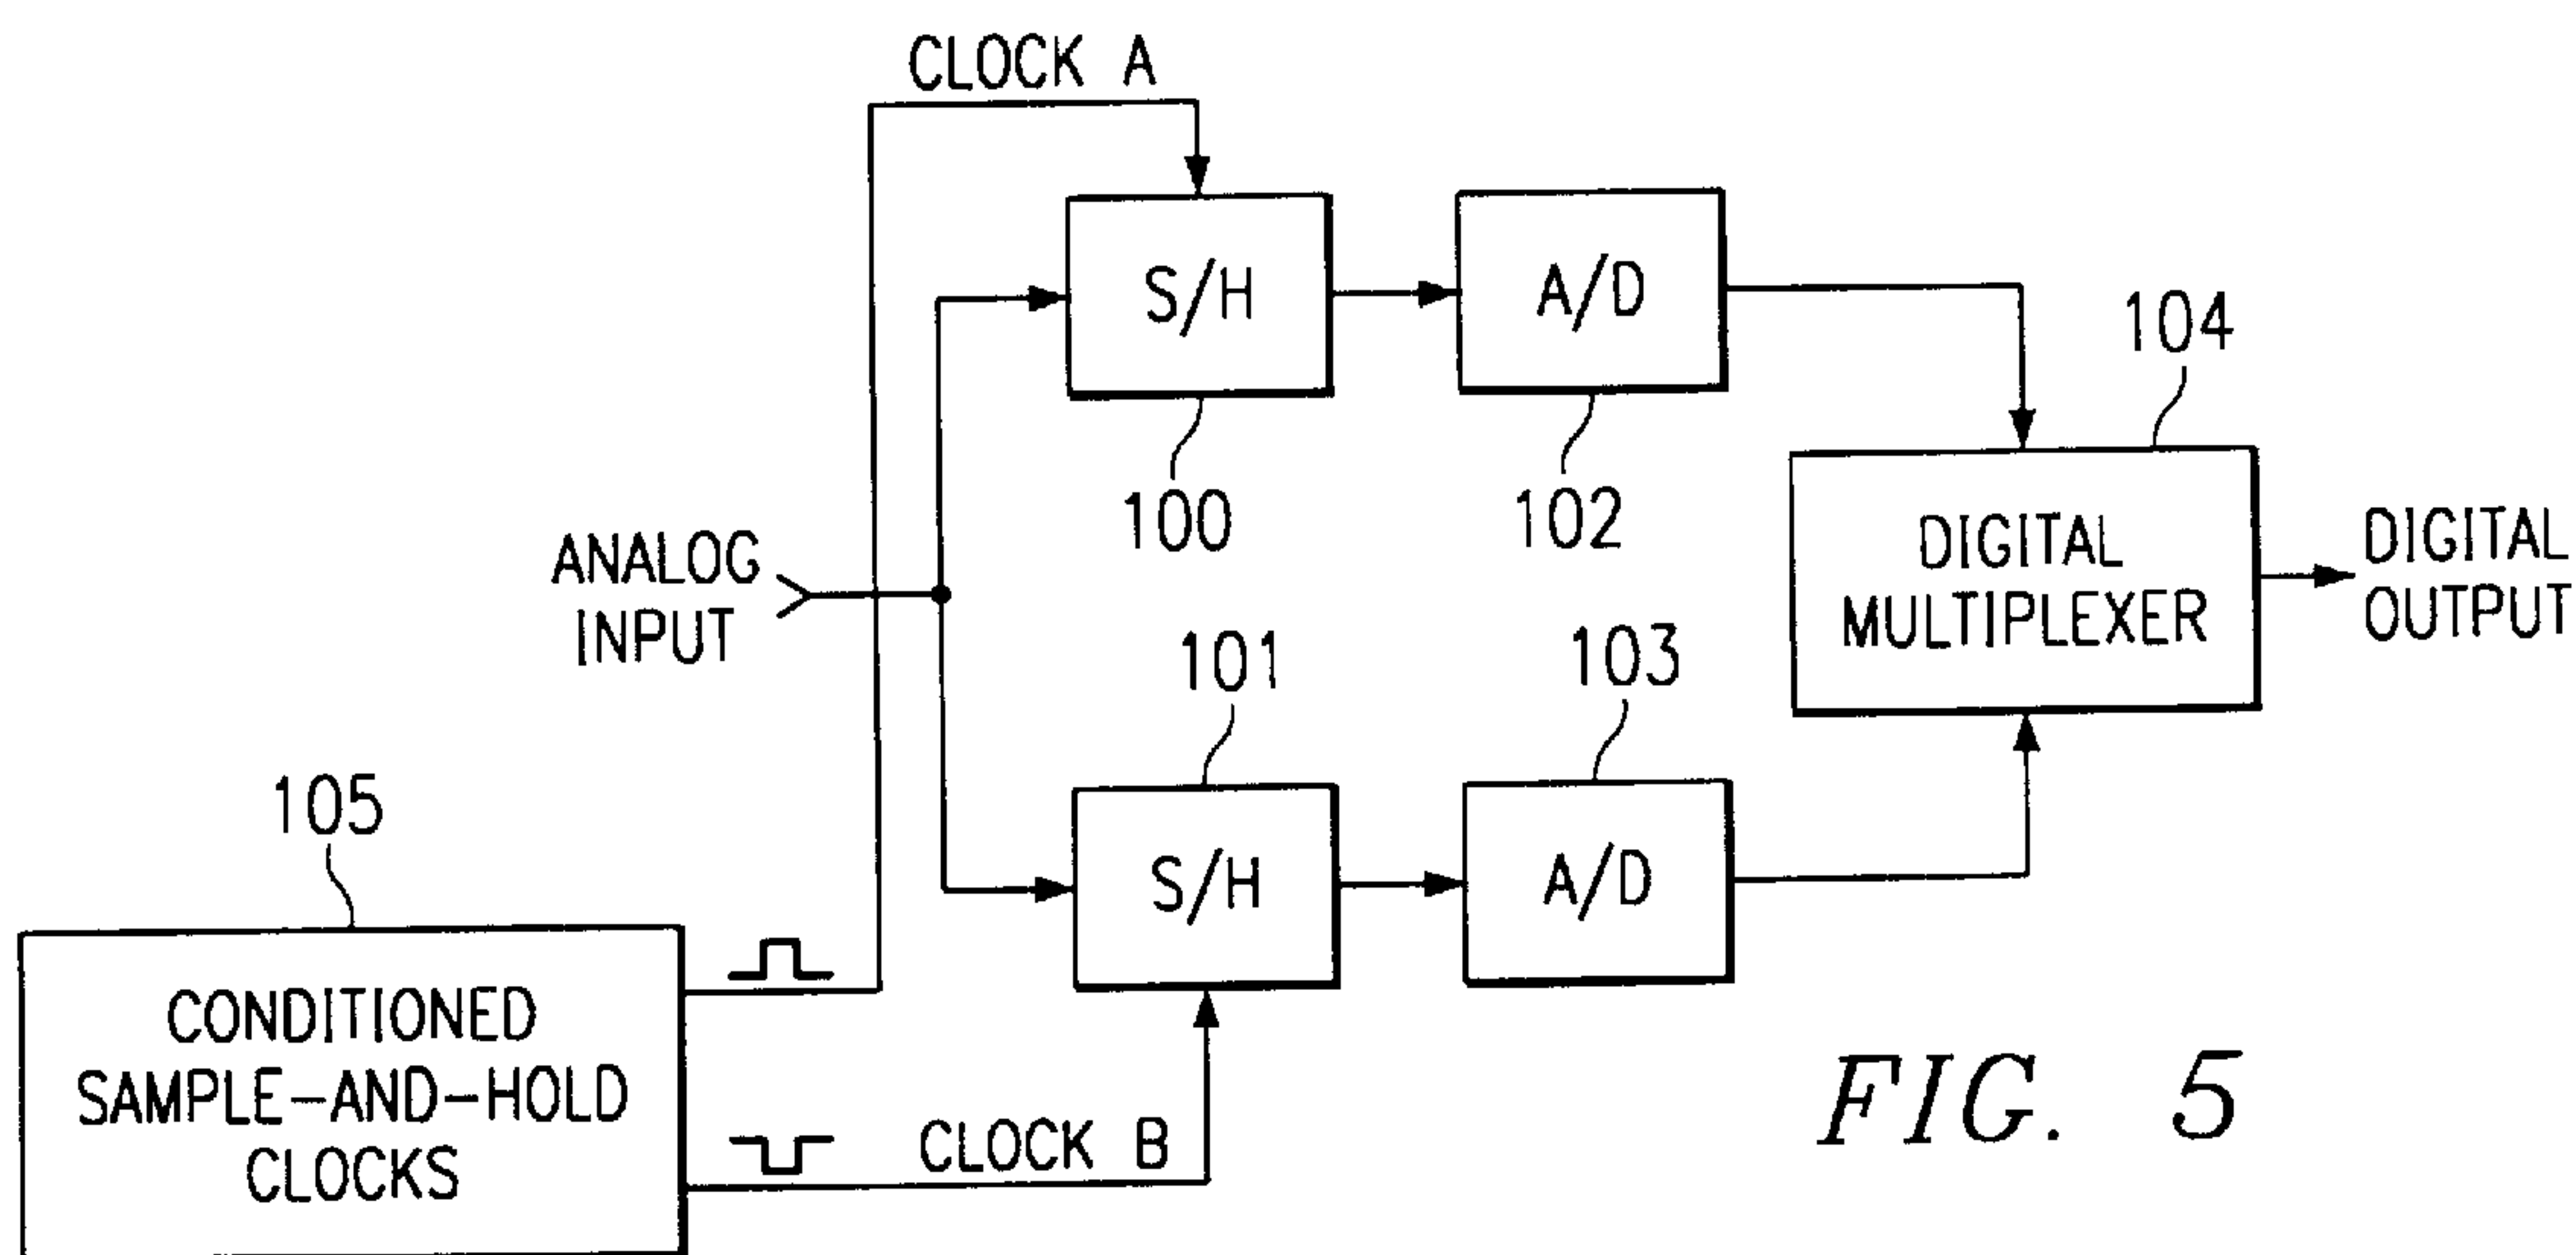 CLOCK A
S/H
A/D
104
100
102
ANALOG
INPUT
DIGITAL
MULTIPLEXER
DIGITAL
OUTPUT
101
103
105
S/H
A/D
CONDITIONED
SAMPLE-AND-HOLD
CLOCKS
CLOCK B
FIG. 5